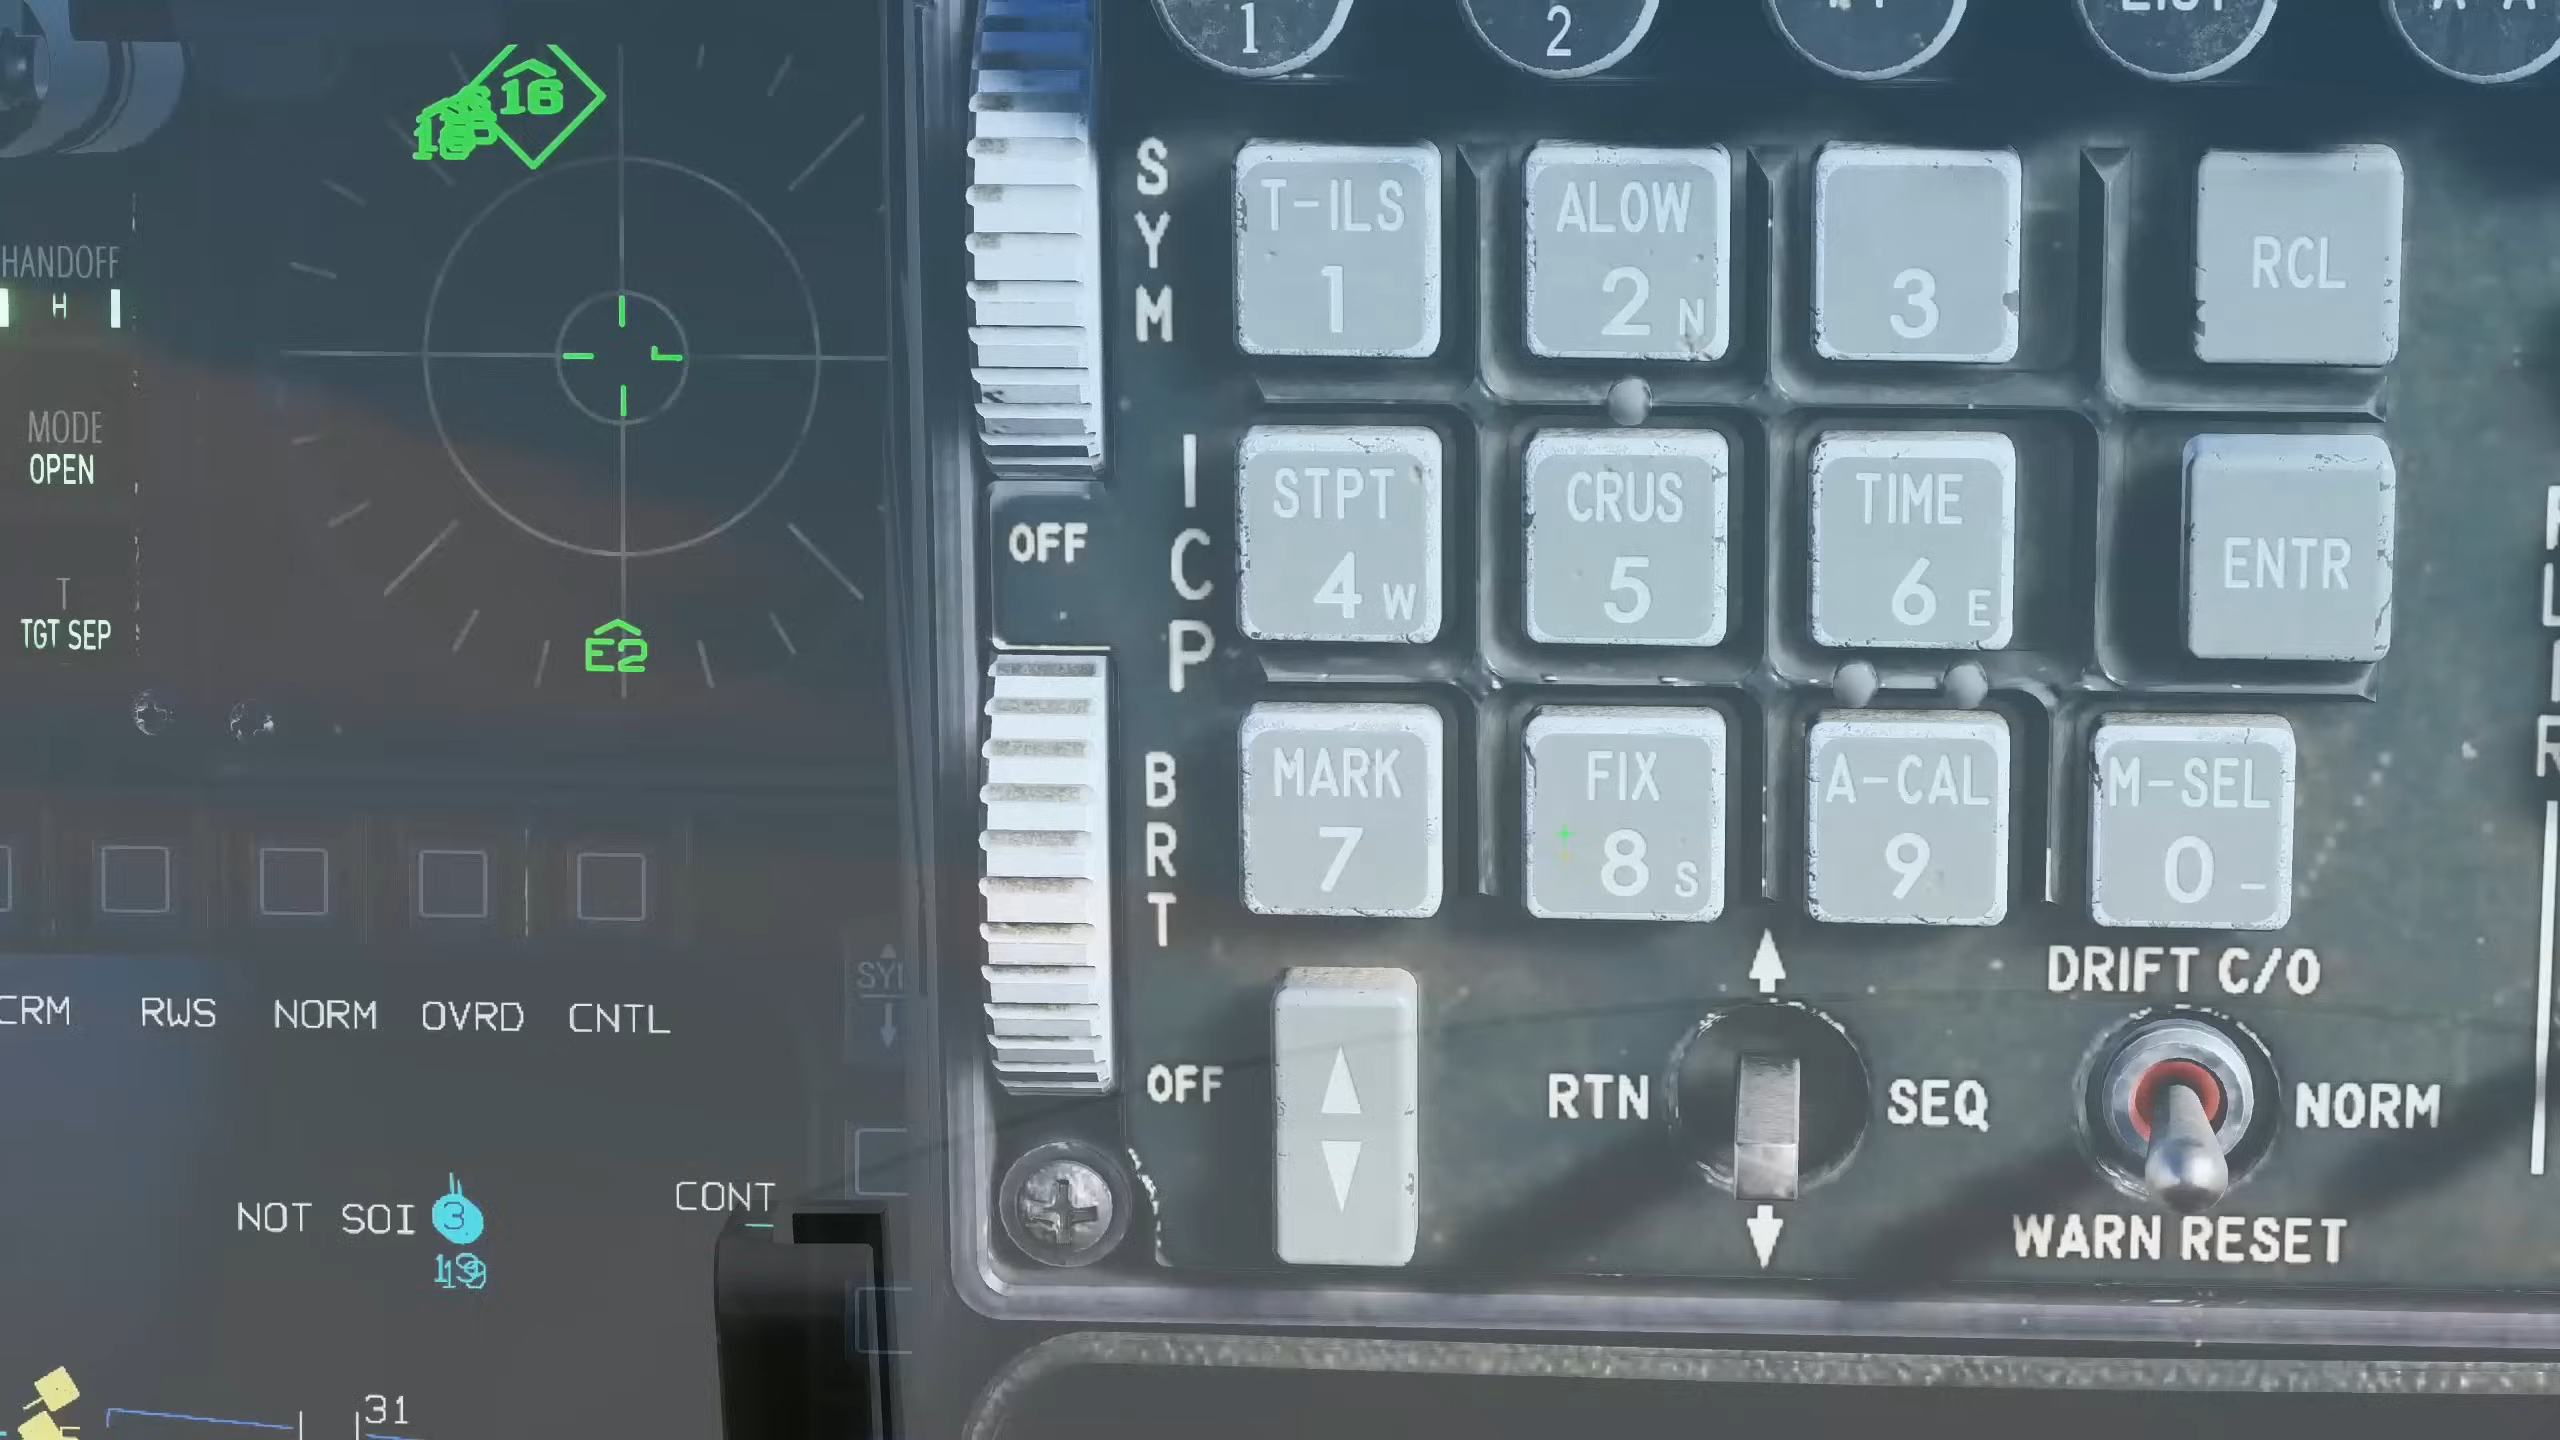 1
2
16
HANDOFF
H
MODE
OPEN
T
TGT SEP
E2
SYM
T-ILS
1
ALOW
2 N
3
RCL
OFF
ICP
STPT
4 W
CRUS
5
TIME
6 E
ENTR
BRT
MARK
7
FIX
8 S
A-CAL
9
M-SEL
0 -
OFF
RTN
SEQ
DRIFT C/O
NORM
WARN RESET
CRM RWS NORM OVRD CNTL
NOT SOI
3
CONT
31